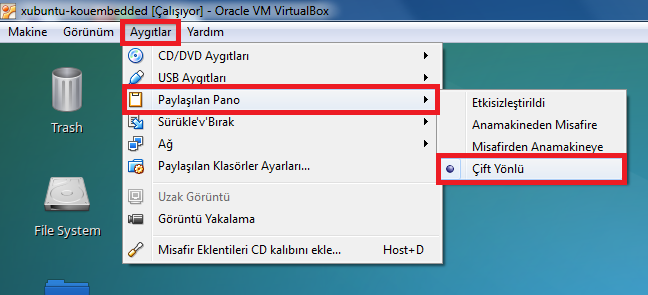 xubuntu-kouembedded [Çalışıyor] - Oracle VM VirtualBox
Makine Görünüm Aygıtlar Yardım
CD/DVD Aygıtları
USB Aygıtları
Paylaşılan Pano
Etkisizleştirildi
Anamakineden Misafire
Misafirden Anamakineye
Çift Yönlü
Sürükle'v'Bırak
Ağ
Paylaşılan Klasörler Ayarları...
Uzak Görüntü
Görüntü Yakalama
Misafir Eklentileri CD kalıbını ekle... Host+D
Trash
File System